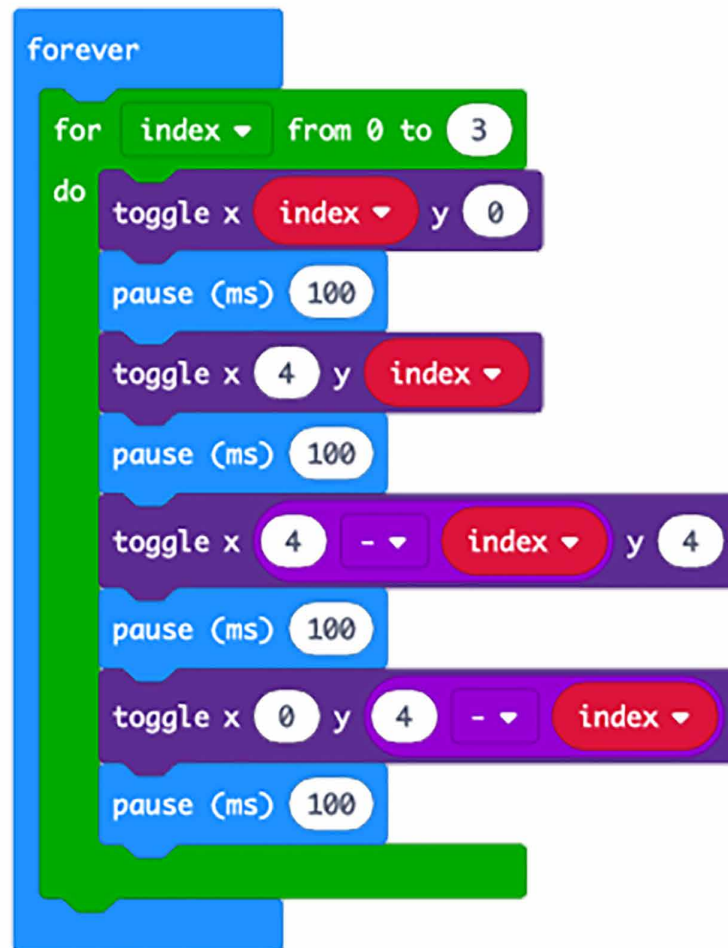 forever
for index from 0 to 3
do
toggle x index y 0
pause (ms) 100
toggle x 4 y index
pause (ms) 100
toggle x 4 - index y 4
pause (ms) 100
toggle x 0 y 4 - index
pause (ms) 100